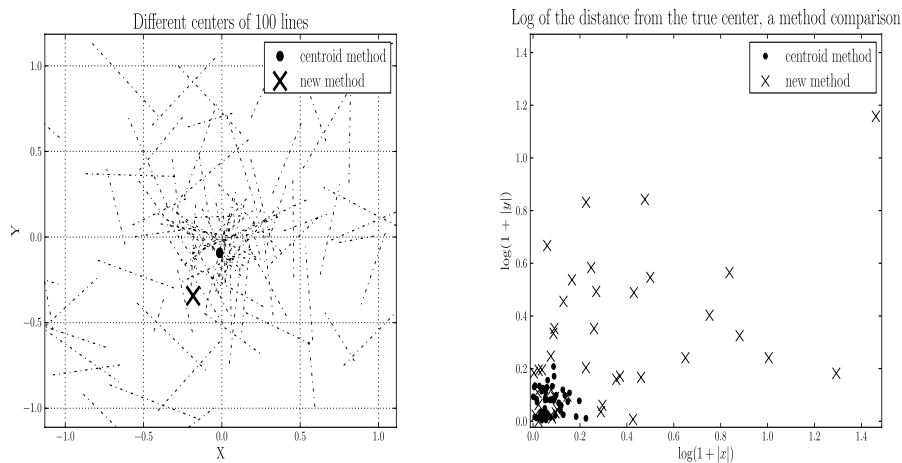 Different centers of 100 lines
centroid method
new method
1.0
0.5
0.0
−0.5
−1.0
Y
−1.0 −0.5 0.0 0.5 1.0
X
Log of the distance from the true center, a method comparison
centroid method
new method
1.4
1.2
1.0
0.8
0.6
0.4
0.2
0.0
log(1 + |y|)
0.0 0.2 0.4 0.6 0.8 1.0 1.2 1.4
log(1 + |x|)